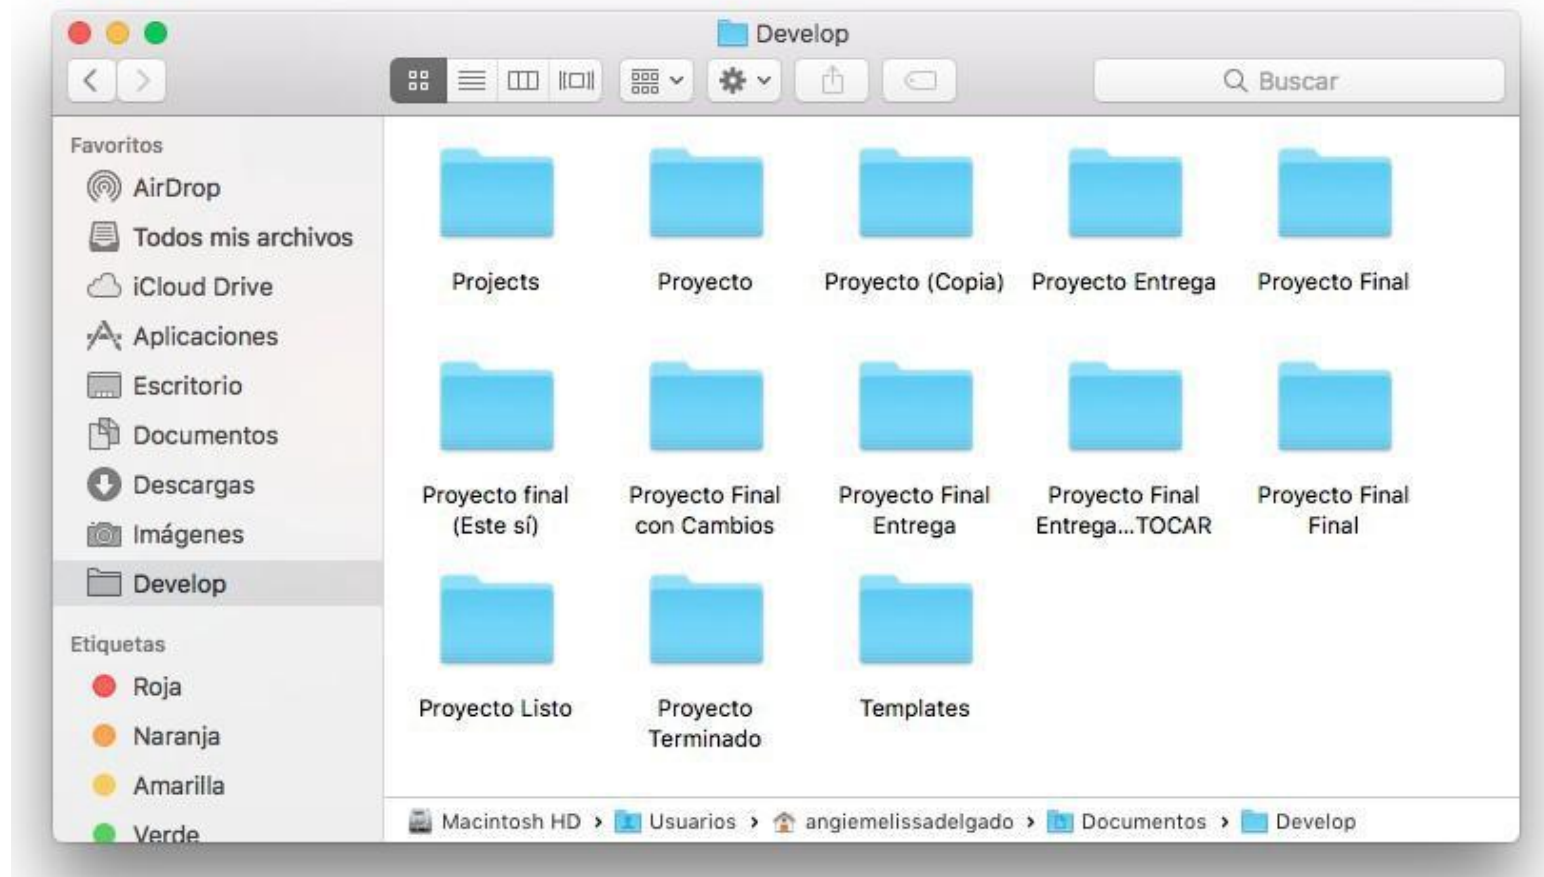 Develop
Buscar
Favoritos
AirDrop
Todos mis archivos
iCloud Drive
Aplicaciones
Escritorio
Documentos
Descargas
Imágenes
Develop
Etiquetas
Roja
Naranja
Amarilla
Verde
Projects
Proyecto
Proyecto (Copia)
Proyecto Entrega
Proyecto Final
Proyecto final
(Este sí)
Proyecto Final
con Cambios
Proyecto Final
Entrega
Proyecto Final
Entrega...TOCAR
Proyecto Final
Final
Proyecto Listo
Proyecto
Terminado
Templates
Macintosh HD › Usuarios › angiemelissadelgado › Documentos › Develop